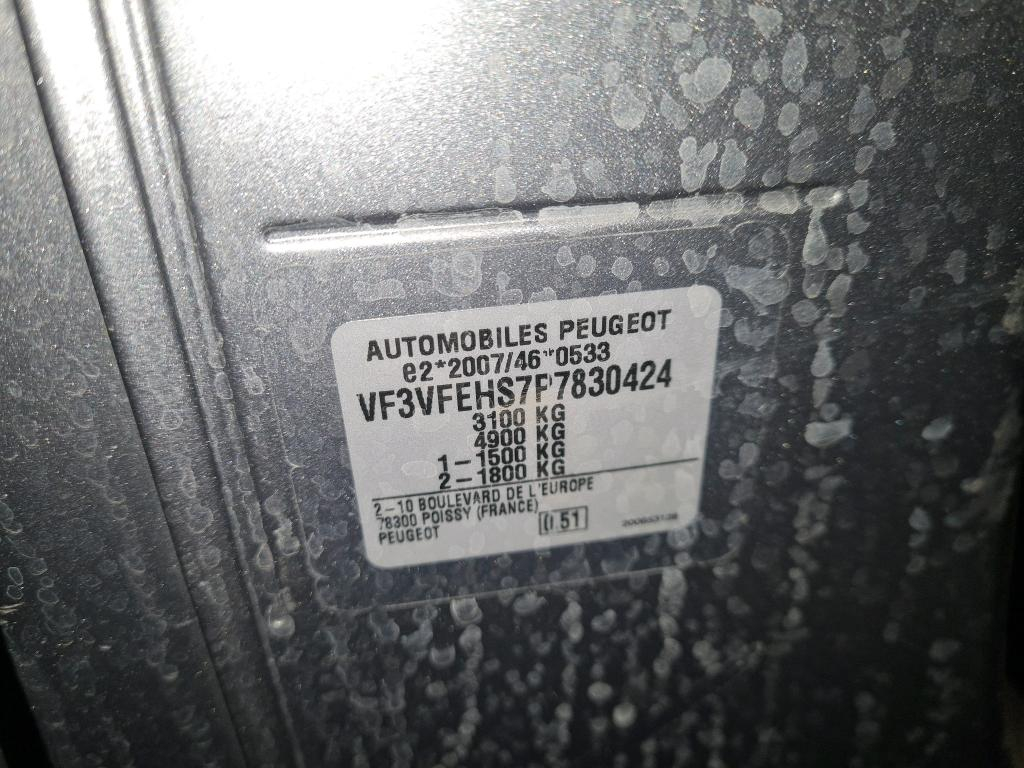 AUTOMOBILES PEUGEOT
e2*2007/46*0533
VF3VFEHS7P7830424
3100 KG
4900 KG
1-1500 KG
2-1800 KG
2-10 BOULEVARD DE L'EUROPE
78300 POISSY (FRANCE)
PEUGEOT
0.51